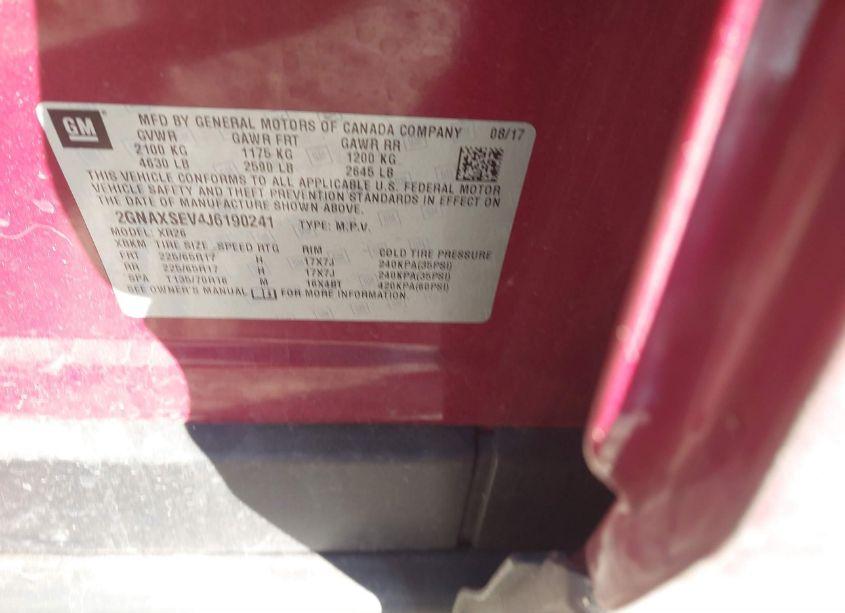 GM
MFD BY GENERAL MOTORS OF CANADA COMPANY 08/17
GVWR GAWR FRT GAWR RR
2100 KG 1175 KG 1200 KG
4630 LB 2590 LB 2645 LB
THIS VEHICLE CONFORMS TO ALL APPLICABLE U.S. FEDERAL MOTOR
VEHICLE SAFETY AND THEFT PREVENTION STANDARDS IN EFFECT ON
THE DATE OF MANUFACTURE SHOWN ABOVE.
2GNAXSEV4J6190241 TYPE: M.P.V.
MODEL: XR26
XBKM TIRE SIZE SPEED RTG RIM COLD TIRE PRESSURE
FRT 225/65R17 H 17X7J 240KPA(35PSI)
RR 225/65R17 H 17X7J 240KPA(35PSI)
SPA T135/70R16 M 16X4BT 420KPA(60PSI)
SEE OWNER'S MANUAL FOR MORE INFORMATION